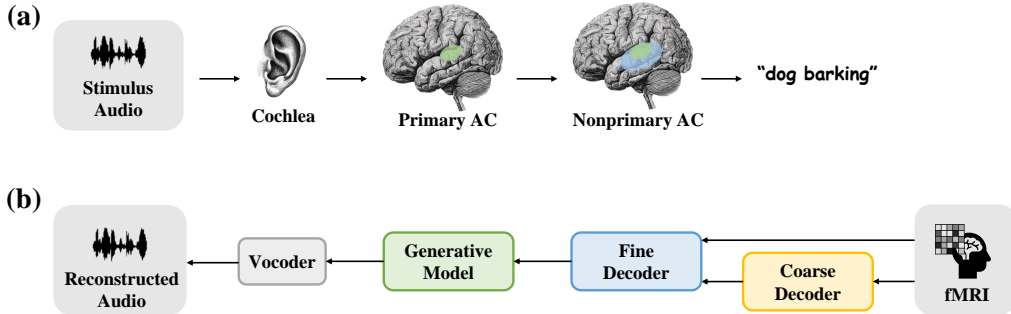 (a)
Stimulus
Audio
Cochlea
Primary AC
Nonprimary AC
“dog barking”
(b)
Reconstructed
Audio
Vocoder
Generative
Model
Fine
Decoder
Coarse
Decoder
fMRI